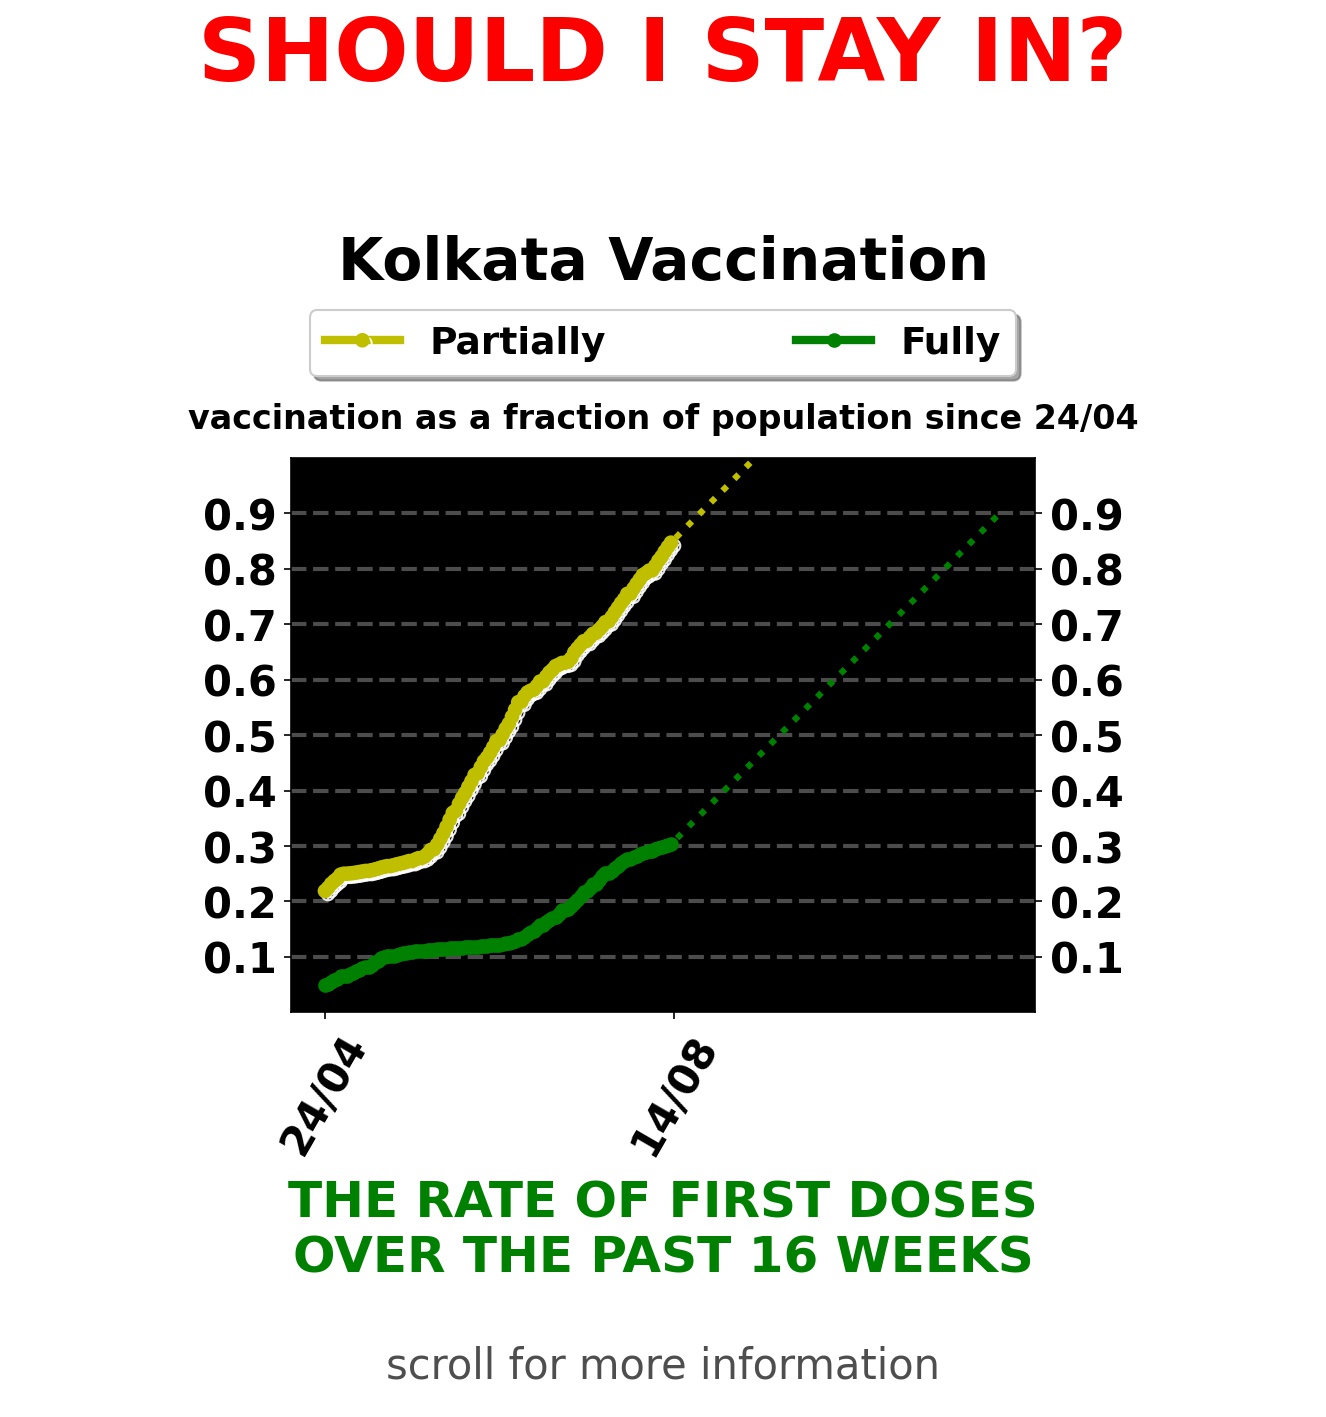 SHOULD I STAY IN?
Kolkata Vaccination
Partially Fully
vaccination as a fraction of population since 24/04
0.9 0.9
0.8 0.8
0.7 0.7
0.6 0.6
0.5 0.5
0.4 0.4
0.3 0.3
0.2 0.2
0.1 0.1
24/04 14/08
THE RATE OF FIRST DOSES
OVER THE PAST 16 WEEKS
scroll for more information